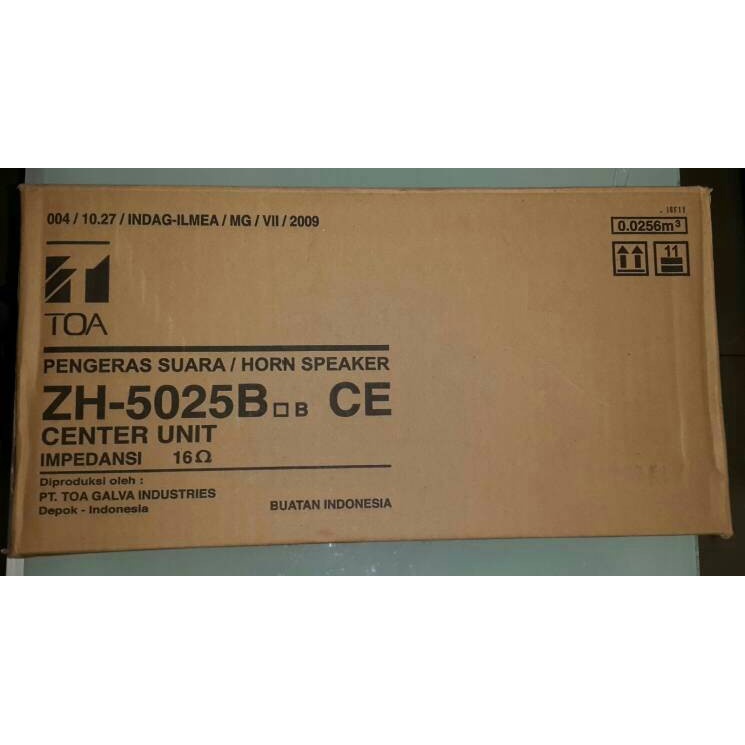 004 / 10.27 / INDAG-ILMEA / MG / VII / 2009
0.0256m³
11
TOA
PENGERAS SUARA / HORN SPEAKER
ZH-5025B □ B CE
CENTER UNIT
IMPEDANSI 16Ω
Diproduksi oleh :
PT. TOA GALVA INDUSTRIES
Depok - Indonesia
BUATAN INDONESIA